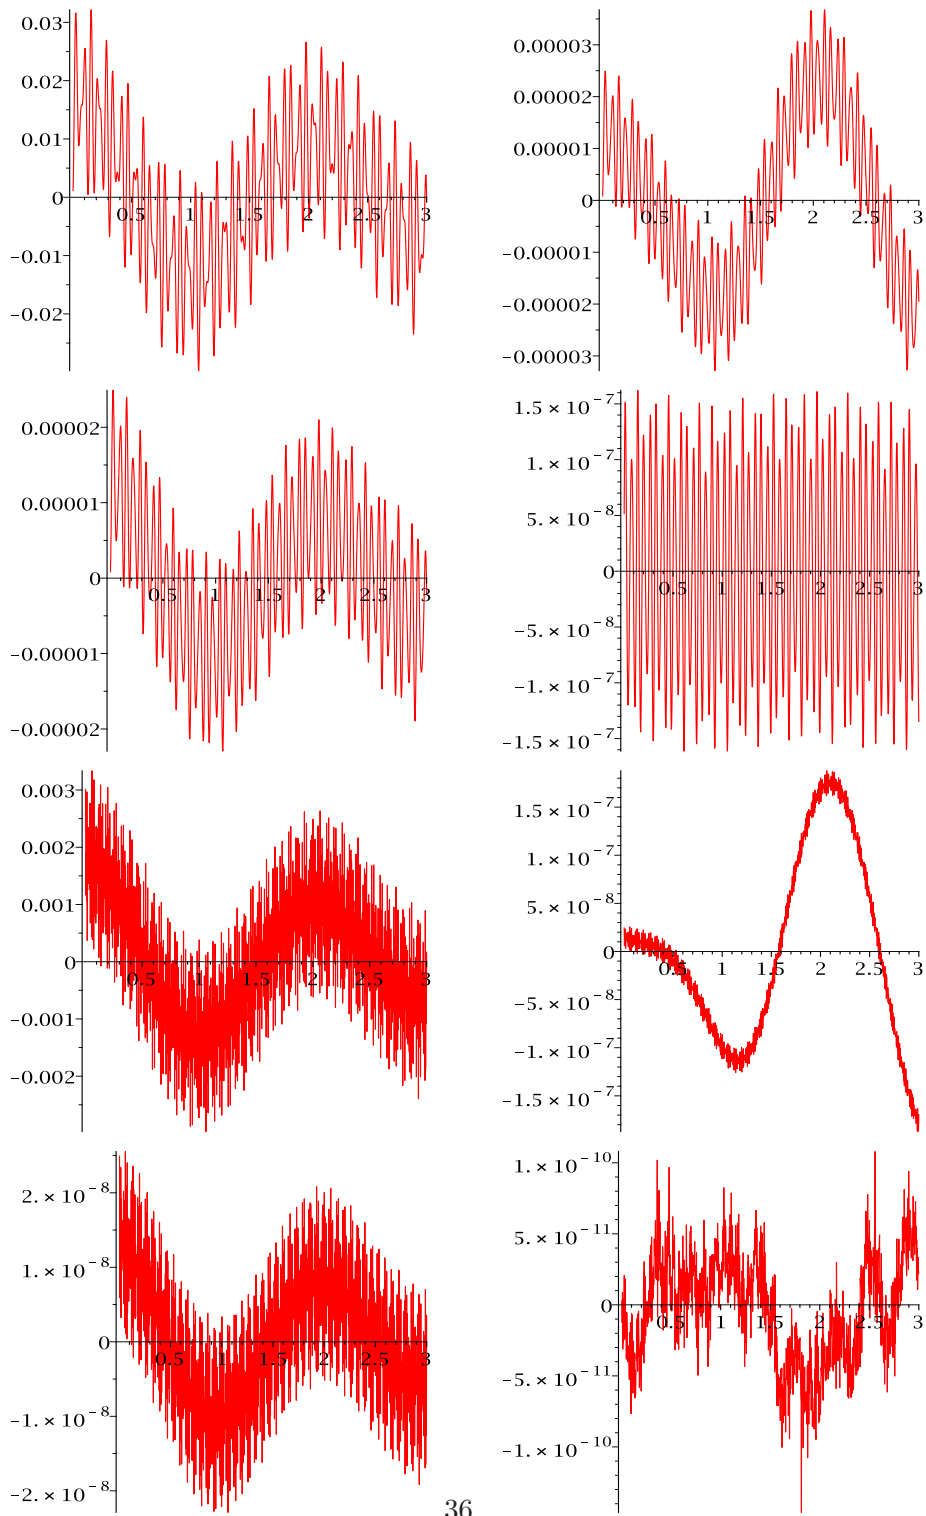 0.03
0.02
0.01
0
-0.01
-0.02
0.5 1 1.5 2 2.5 3
0.00003
0.00002
0.00001
0
-0.00001
-0.00002
-0.00003
0.5 1 1.5 2 2.5 3
0.00002
0.00001
0
-0.00001
-0.00002
0.5 1 1.5 2 2.5 3
1.5 × 10⁻⁷
1. × 10⁻⁷
5. × 10⁻⁸
0
-5. × 10⁻⁸
-1. × 10⁻⁷
-1.5 × 10⁻⁷
0.5 1 1.5 2 2.5 3
0.003
0.002
0.001
0
-0.001
-0.002
0.5 1 1.5 2 2.5 3
1.5 × 10⁻⁷
1. × 10⁻⁷
5. × 10⁻⁸
0
-5. × 10⁻⁸
-1. × 10⁻⁷
-1.5 × 10⁻⁷
0.5 1 1.5 2 2.5 3
2. × 10⁻⁸
1. × 10⁻⁸
0
-1. × 10⁻⁸
-2. × 10⁻⁸
0.5 1 1.5 2 2.5 3
1. × 10⁻¹⁰
5. × 10⁻¹¹
0
-5. × 10⁻¹¹
-1. × 10⁻¹⁰
0.5 1 1.5 2 2.5 3
36